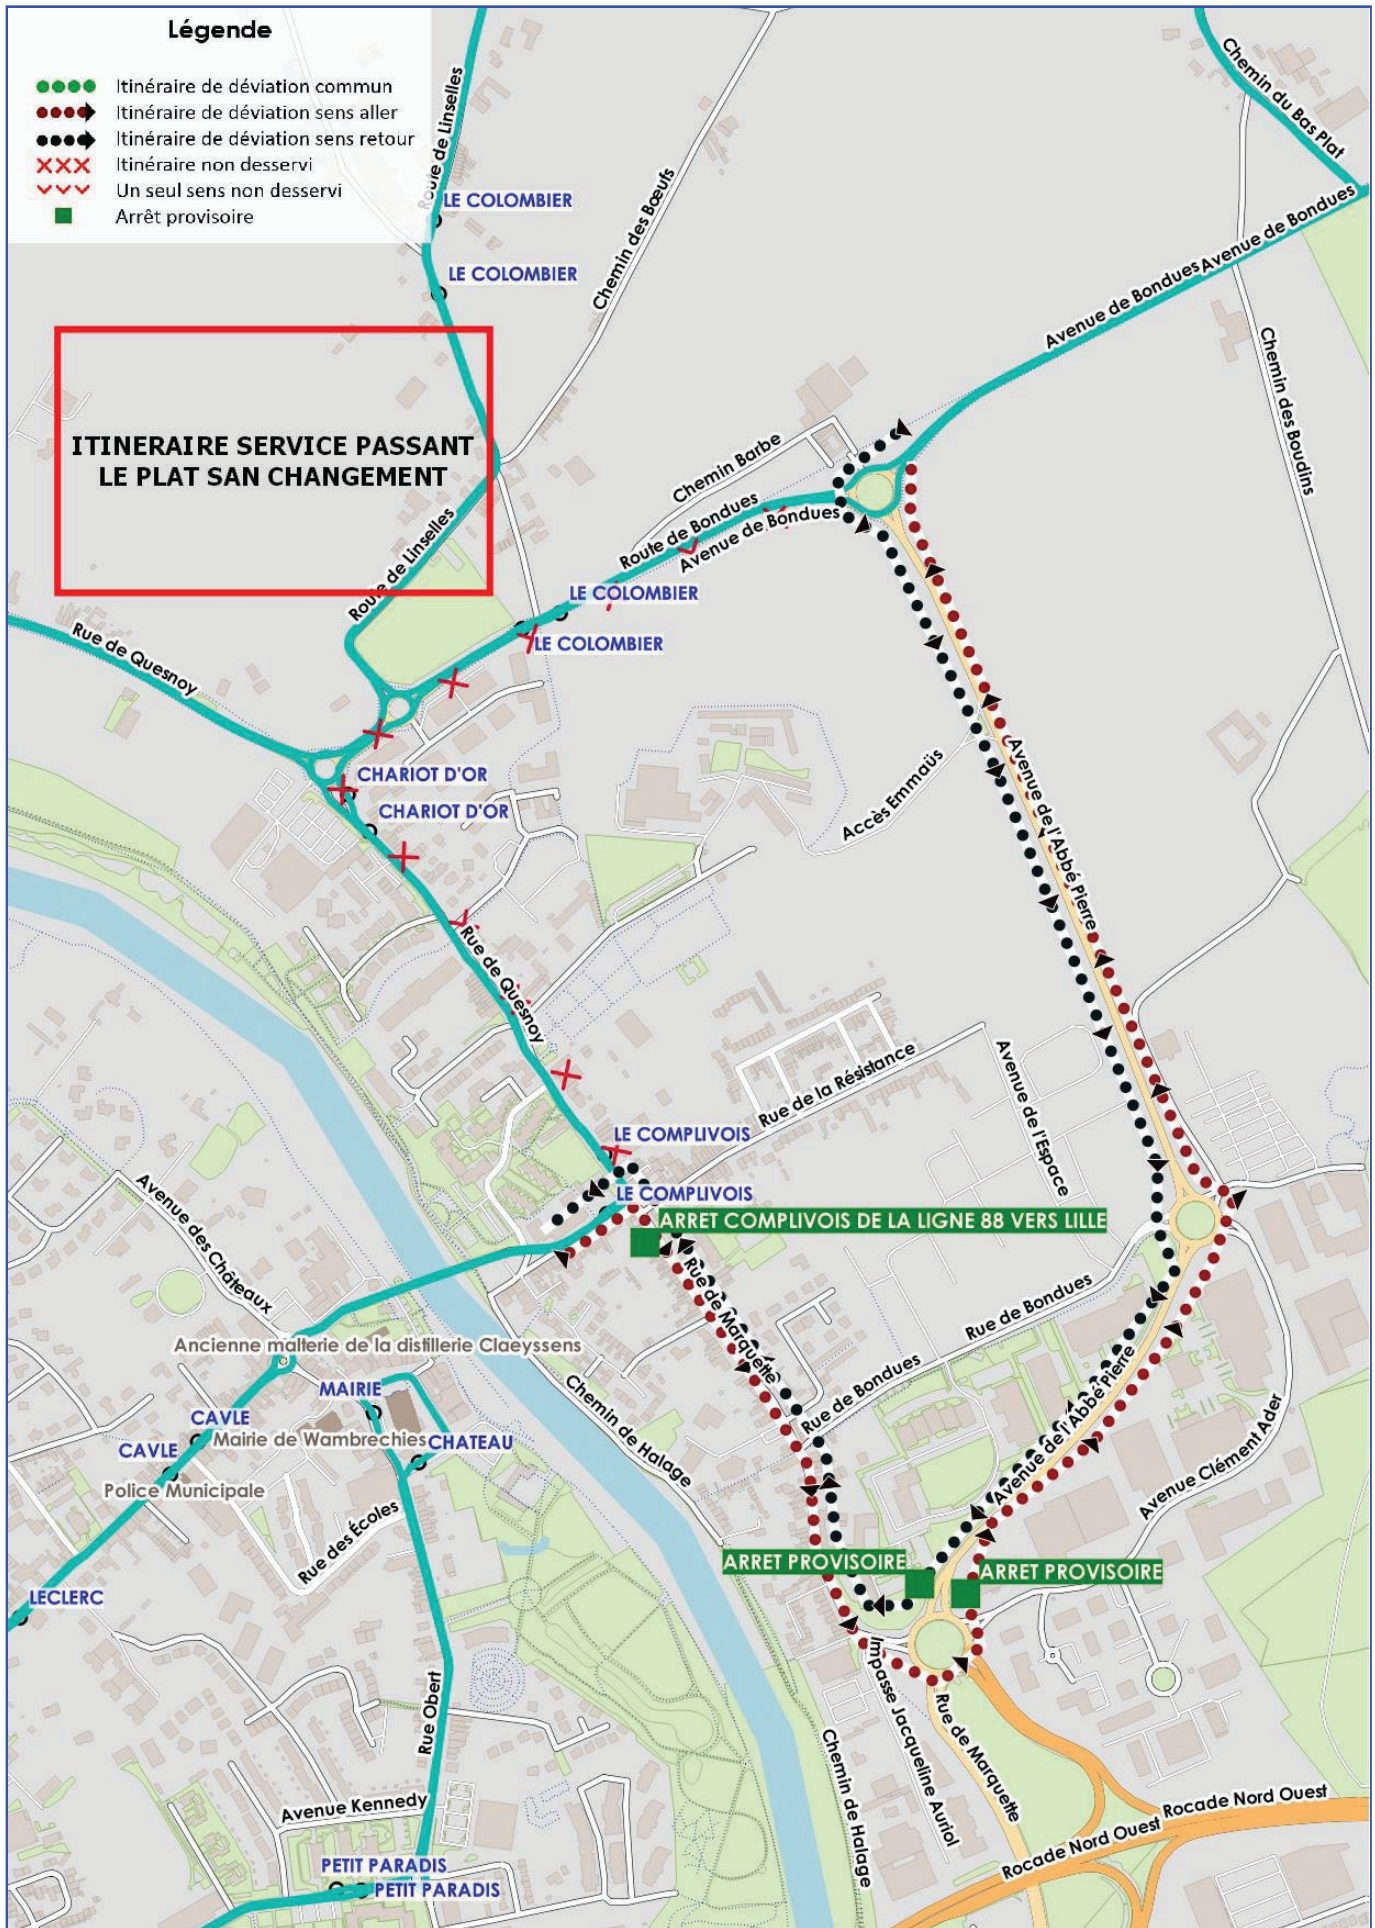 Légende
Itinéraire de déviation commun
Itinéraire de déviation sens aller
Itinéraire de déviation sens retour
Itinéraire non desservi
Un seul sens non desservi
Arrêt provisoire
Route de Linselles
LE COLOMBIER
LE COLOMBIER
Chemin des Bœufs
Chemin du Bas Plat
Avenue de Bondues
Avenue de Bondues
Chemin des Boudins
ITINERAIRE SERVICE PASSANT
LE PLAT SAN CHANGEMENT
Route de Linselles
Chemin Barbe
Route de Bondues
Avenue de Bondues
LE COLOMBIER
LE COLOMBIER
Rue de Quesnoy
CHARIOT D'OR
CHARIOT D'OR
Accès Emmaüs
Avenue de l'Abbé Pierre
Rue de Quesnoy
Rue de la Résistance
Avenue de l'Espace
LE COMPLIVOIS
LE COMPLIVOIS
ARRET COMPLIVOIS DE LA LIGNE 88 VERS LILLE
Avenue des Châteaux
Rue de Marquette
Rue de Bondues
Rue de Bondues
Ancienne malterie de la distillerie Claeyssens
MAIRIE
CAVLE
Mairie de Wambrechies
CHATEAU
CAVLE
Police Municipale
Chemin de Halage
Avenue de l'Abbé Pierre
Avenue Clément Ader
Rue des Écoles
ARRET PROVISOIRE
ARRET PROVISOIRE
LECLERC
Rue Obert
Impasse Jacqueline Auriol
Rue de Marquette
Chemin de Halage
Avenue Kennedy
Rocade Nord Ouest
Rocade Nord Ouest
PETIT PARADIS
PETIT PARADIS